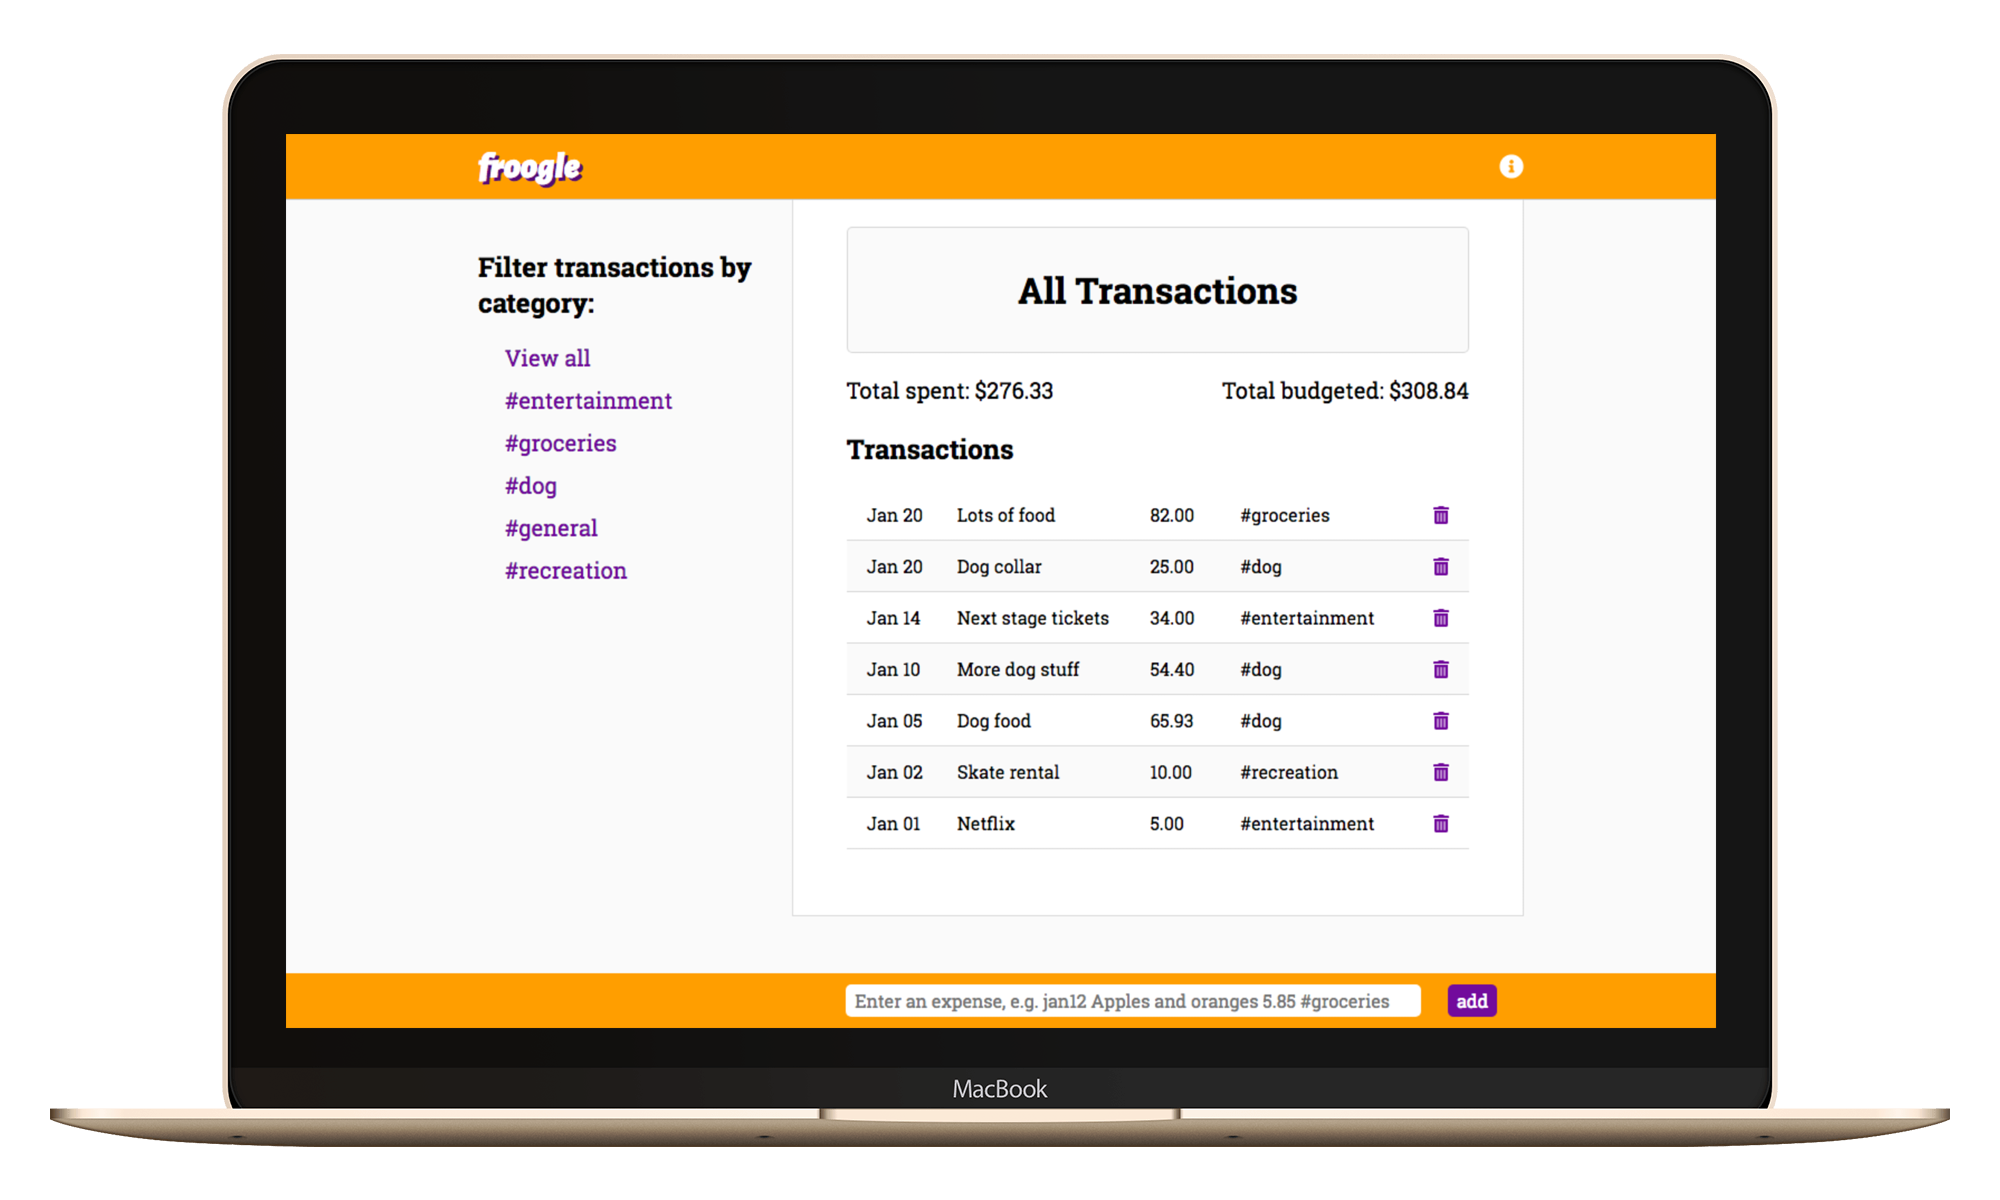 froogle
Filter transactions by
category:
View all
#entertainment
#groceries
#dog
#general
#recreation
All Transactions
Total spent: $276.33 Total budgeted: $308.84
Transactions
Jan 20 Lots of food 82.00 #groceries
Jan 20 Dog collar 25.00 #dog
Jan 14 Next stage tickets 34.00 #entertainment
Jan 10 More dog stuff 54.40 #dog
Jan 05 Dog food 65.93 #dog
Jan 02 Skate rental 10.00 #recreation
Jan 01 Netflix 5.00 #entertainment
Enter an expense, e.g. jan12 Apples and oranges 5.85 #groceries add
MacBook